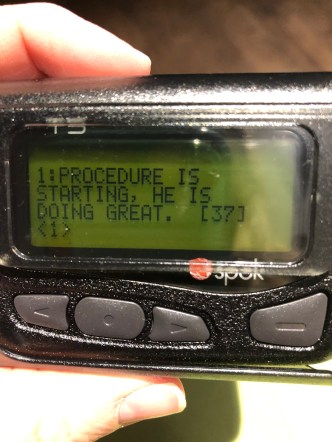 T5
1:PROCEDURE IS
STARTING, HE IS
DOING GREAT. [37]
<1>
spok